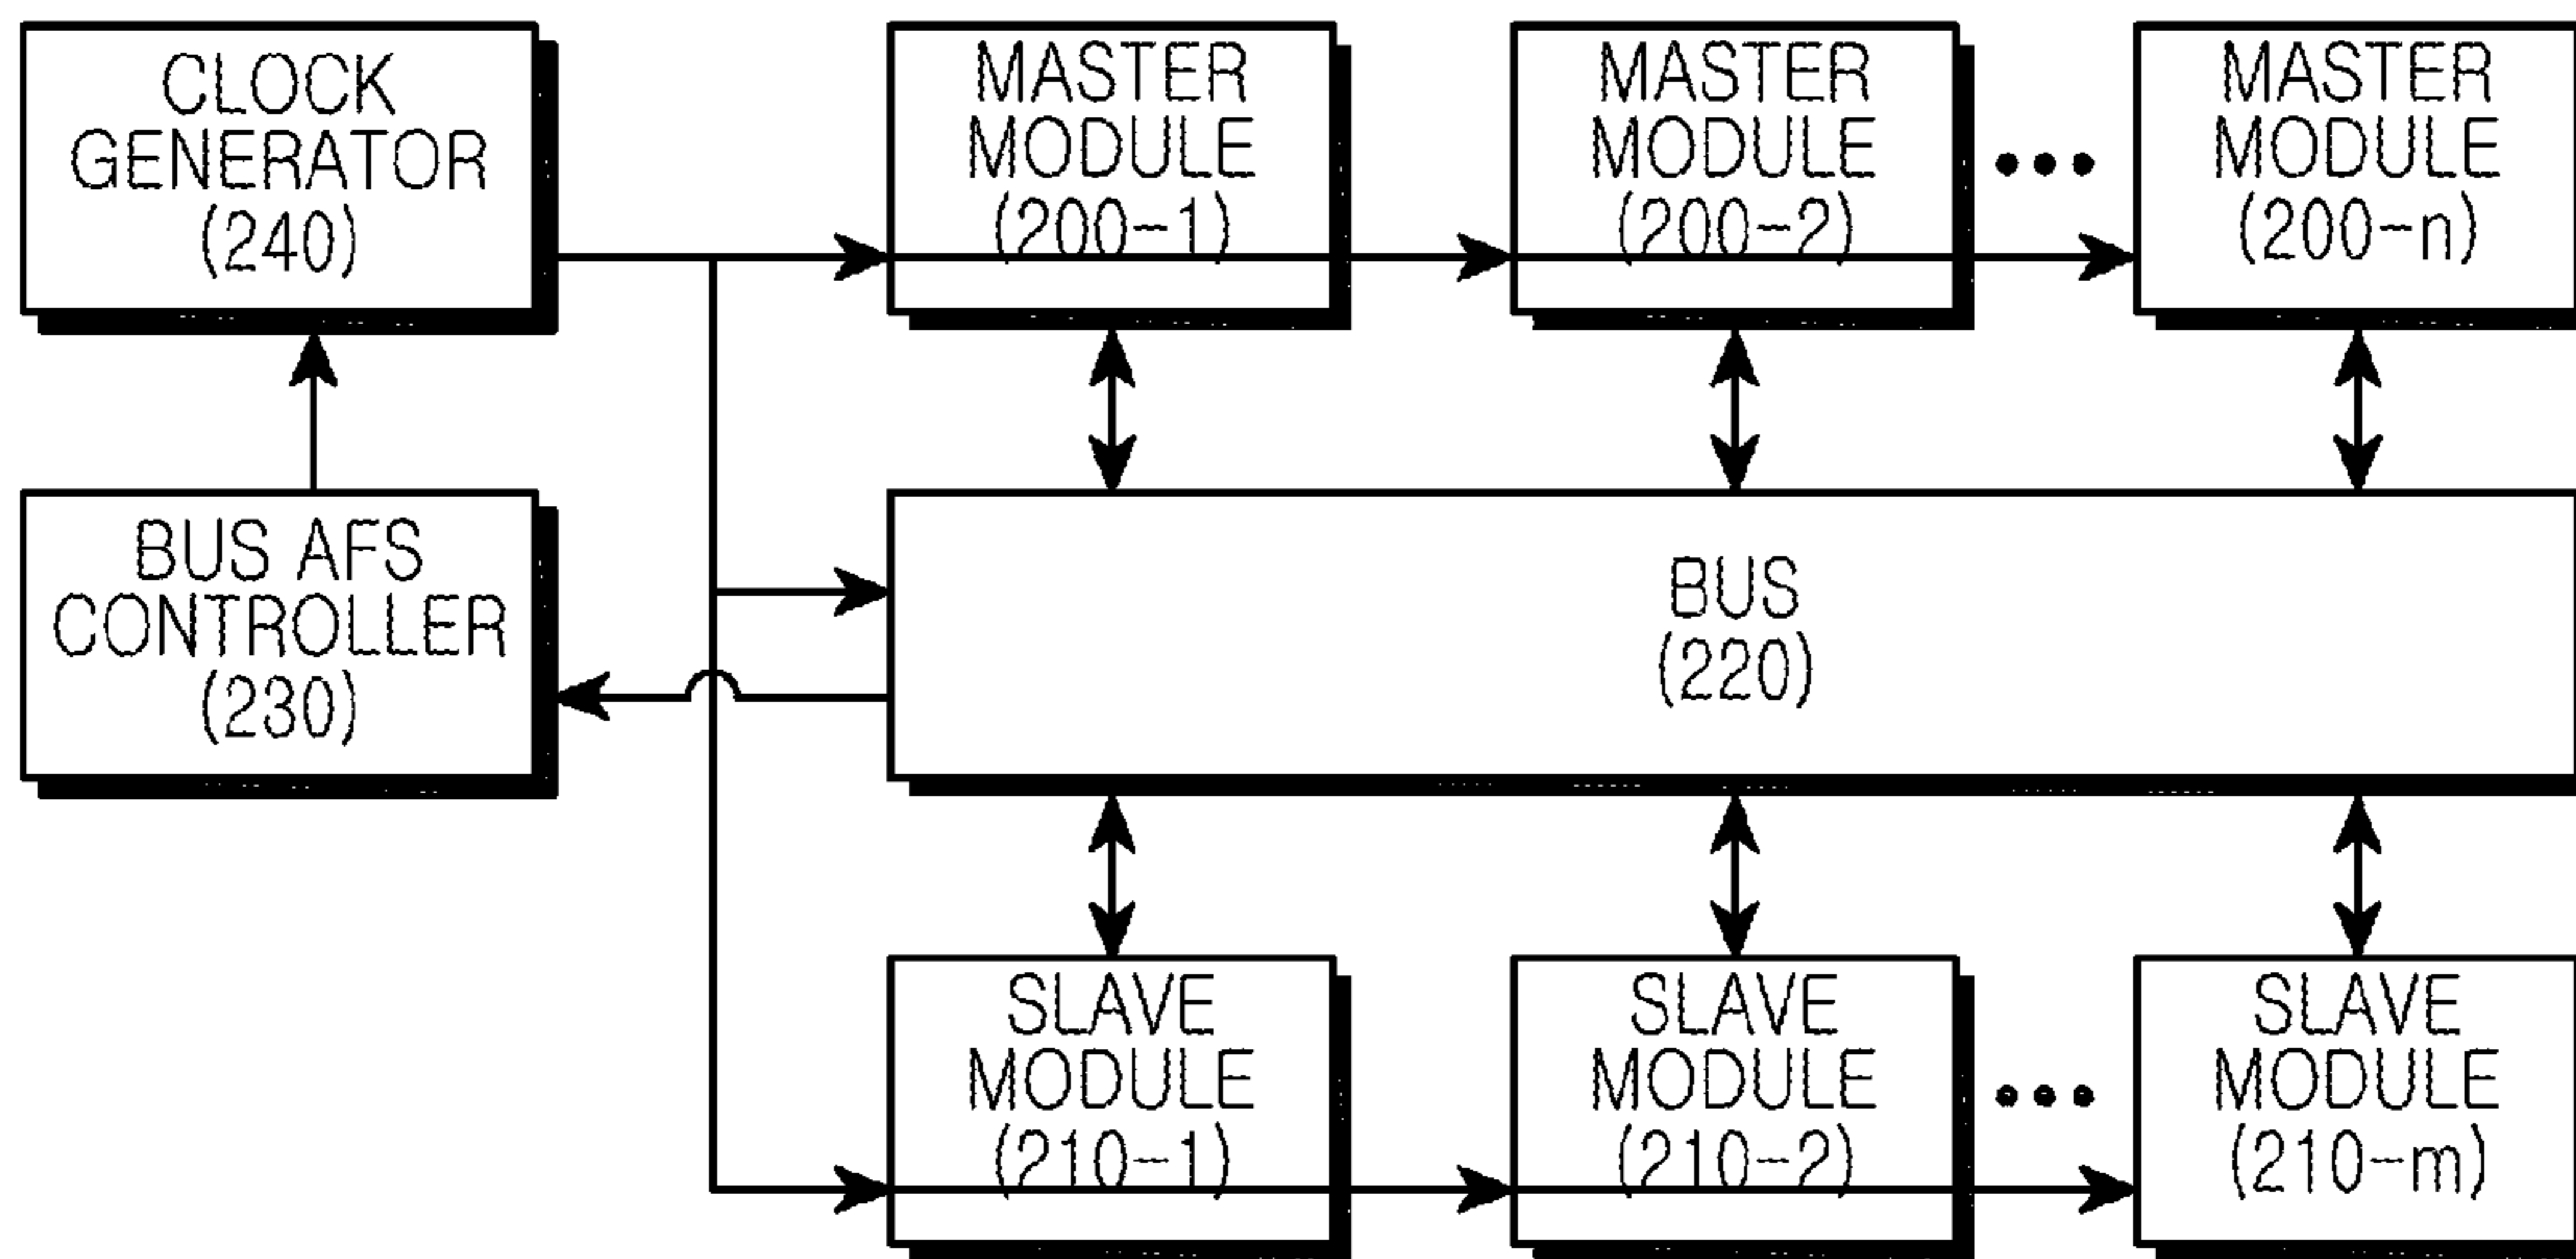 CLOCK
GENERATOR
(240)
MASTER
MODULE
(200-1)
MASTER
MODULE
(200-2)
MASTER
MODULE
(200-n)
BUS AFS
CONTROLLER
(230)
BUS
(220)
SLAVE
MODULE
(210-1)
SLAVE
MODULE
(210-2)
SLAVE
MODULE
(210-m)